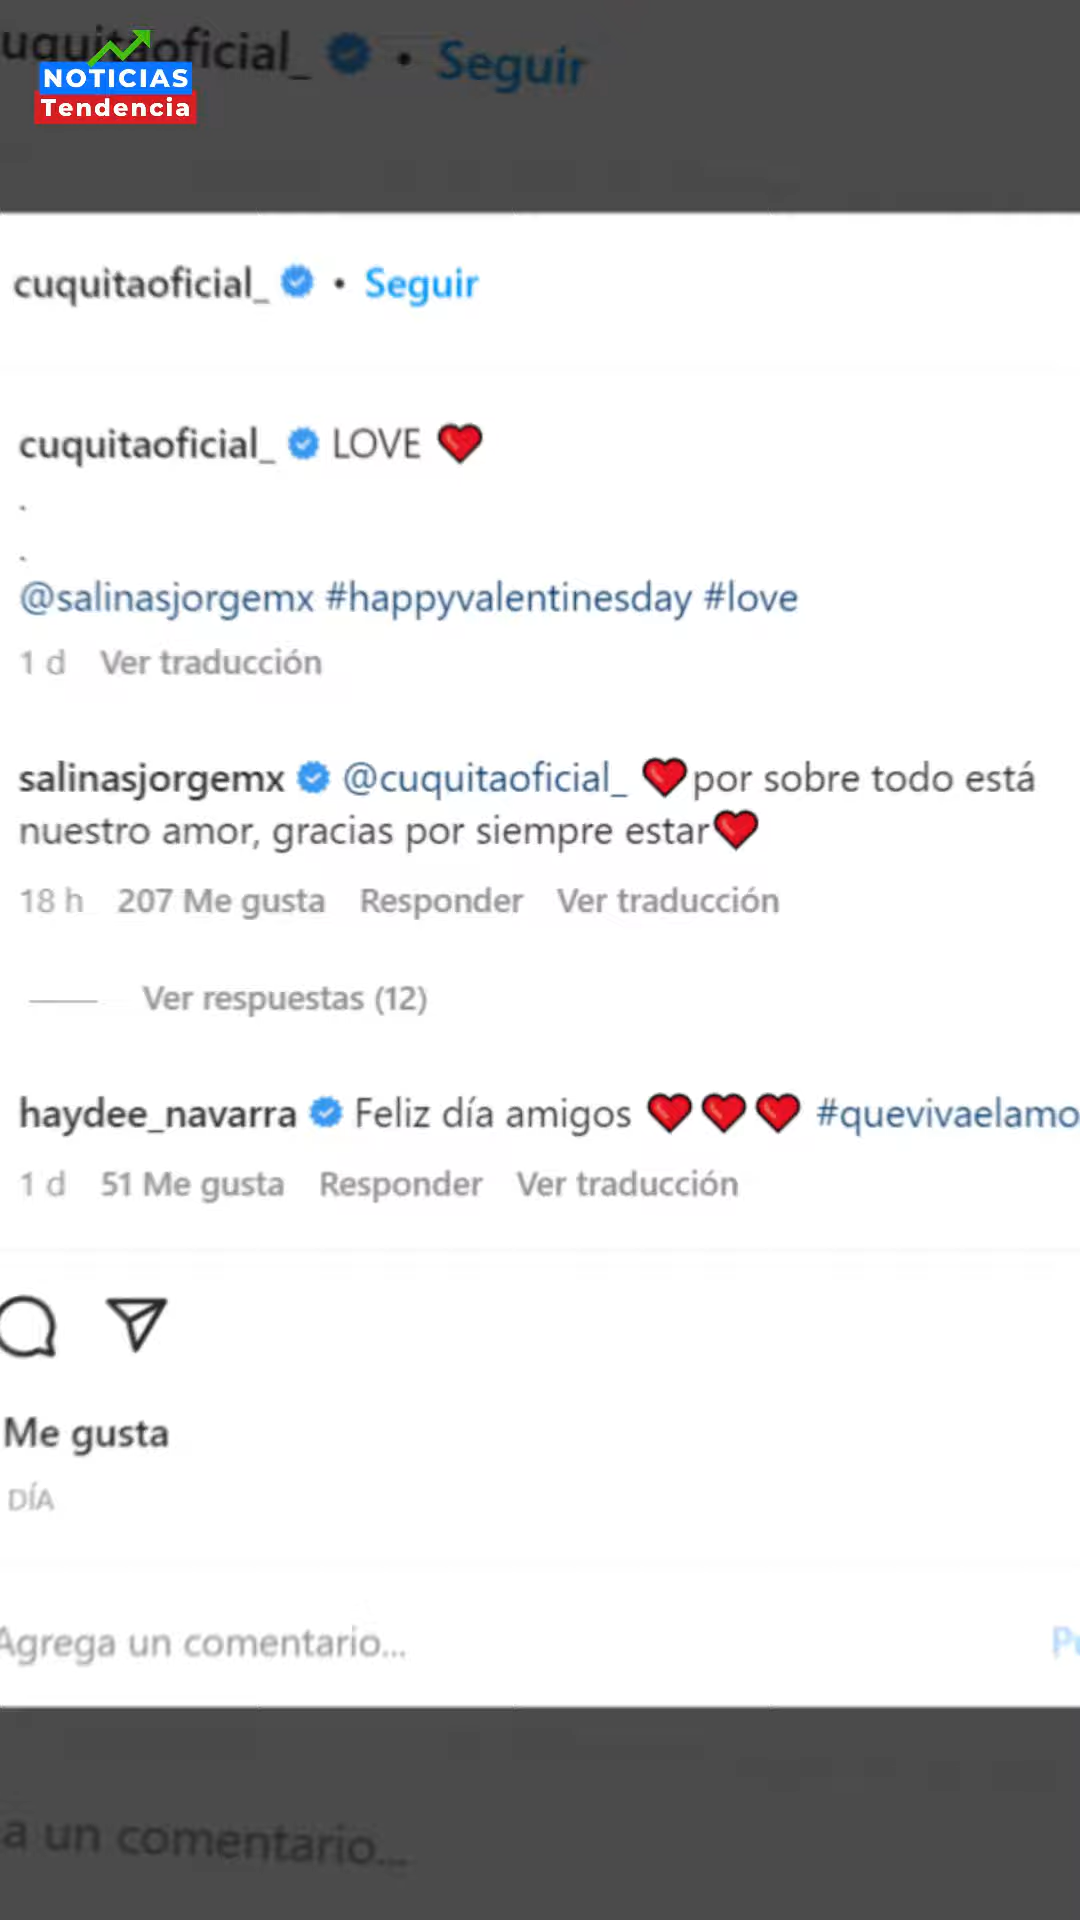 uquitaoficial_ • Seguir
NOTICIAS
Tendencia
cuquitaoficial_ • Seguir
cuquitaoficial_ LOVE ❤️
.
.
@salinasjorgemx #happyvalentinesday #love
1 d Ver traducción
salinasjorgemx @cuquitaoficial_ ❤️por sobre todo está
nuestro amor, gracias por siempre estar❤️
18 h 207 Me gusta Responder Ver traducción
Ver respuestas (12)
haydee_navarra Feliz día amigos ❤️❤️❤️ #quevivaelamo
1 d 51 Me gusta Responder Ver traducción
Me gusta
DÍA
Agrega un comentario... Pu
a un comentario...